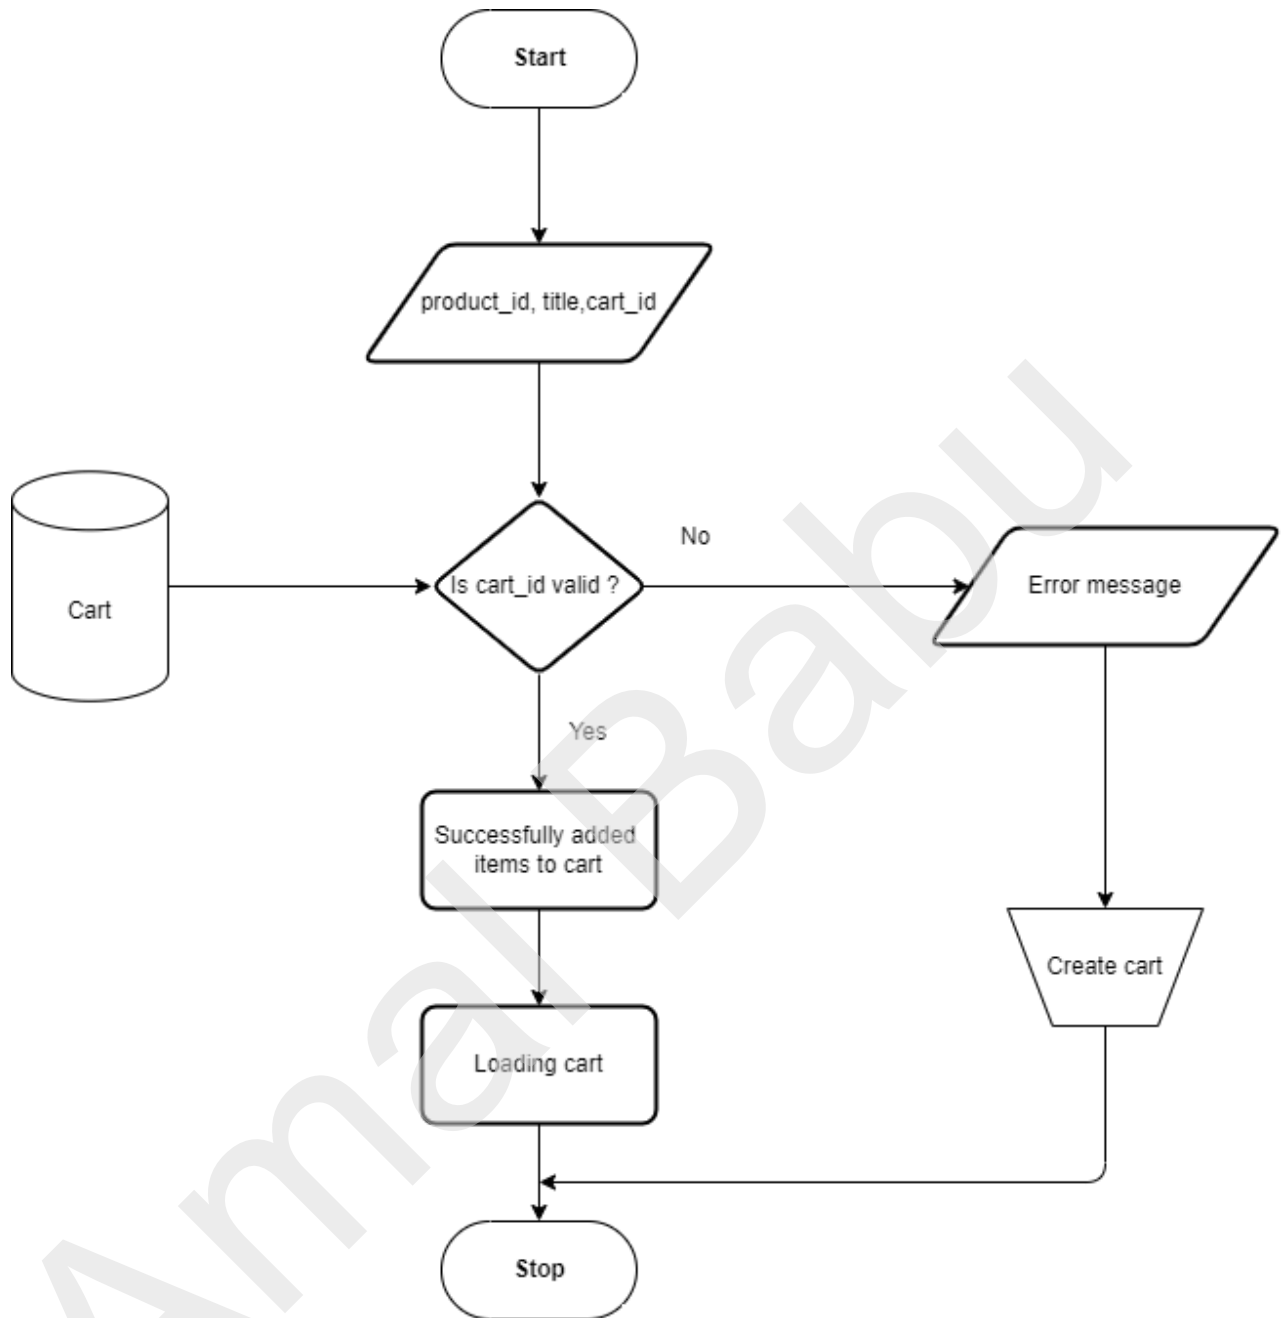 Start
product_id, title,cart_id
Cart
Is cart_id valid ?
No
Error message
Yes
Successfully added
items to cart
Create cart
Loading cart
Stop
Amal Babu